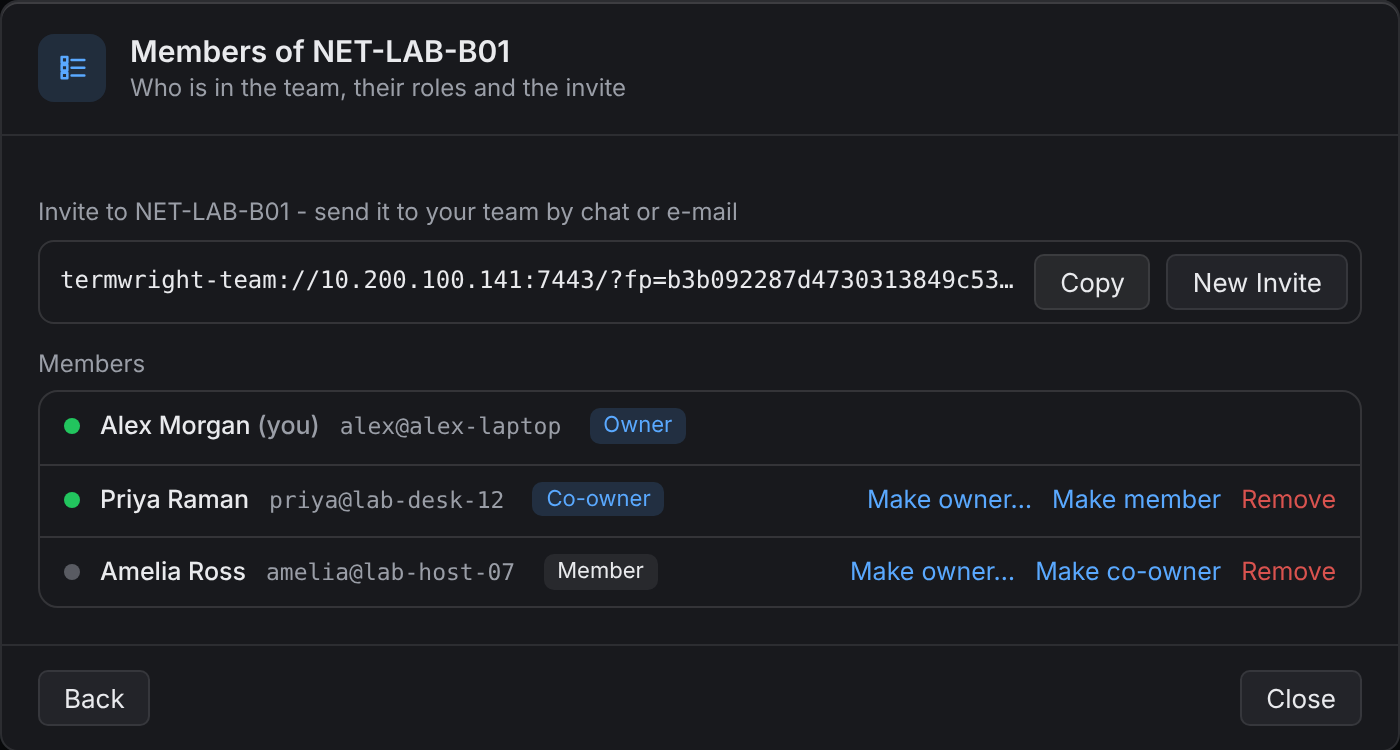 Members of NET-LAB-B01
Who is in the team, their roles and the invite
Invite to NET-LAB-B01 - send it to your team by chat or e-mail
termwright-team://10.200.100.141:7443/?fp=b3b092287d4730313849c53… Copy New Invite
Members
Alex Morgan (you) alex@alex-laptop Owner
Priya Raman priya@lab-desk-12 Co-owner Make owner... Make member Remove
Amelia Ross amelia@lab-host-07 Member Make owner... Make co-owner Remove
Back Close